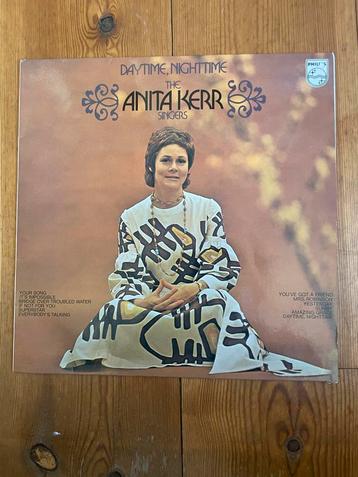 DAYTIME, NIGHTTIME
THE
ANITA KERR
SINGERS
PHILIPS
YOUR SONG
IT'S IMPOSSIBLE
BRIDGE OVER TROUBLED WATER
IF NOT FOR YOU
SUPERSTAR
EVERYBODY'S TALKING
YOU'VE GOT A FRIEND
MRS. ROBINSON
YESTERDAY
AMAZING GRACE
DAYTIME, NIGHTTIME